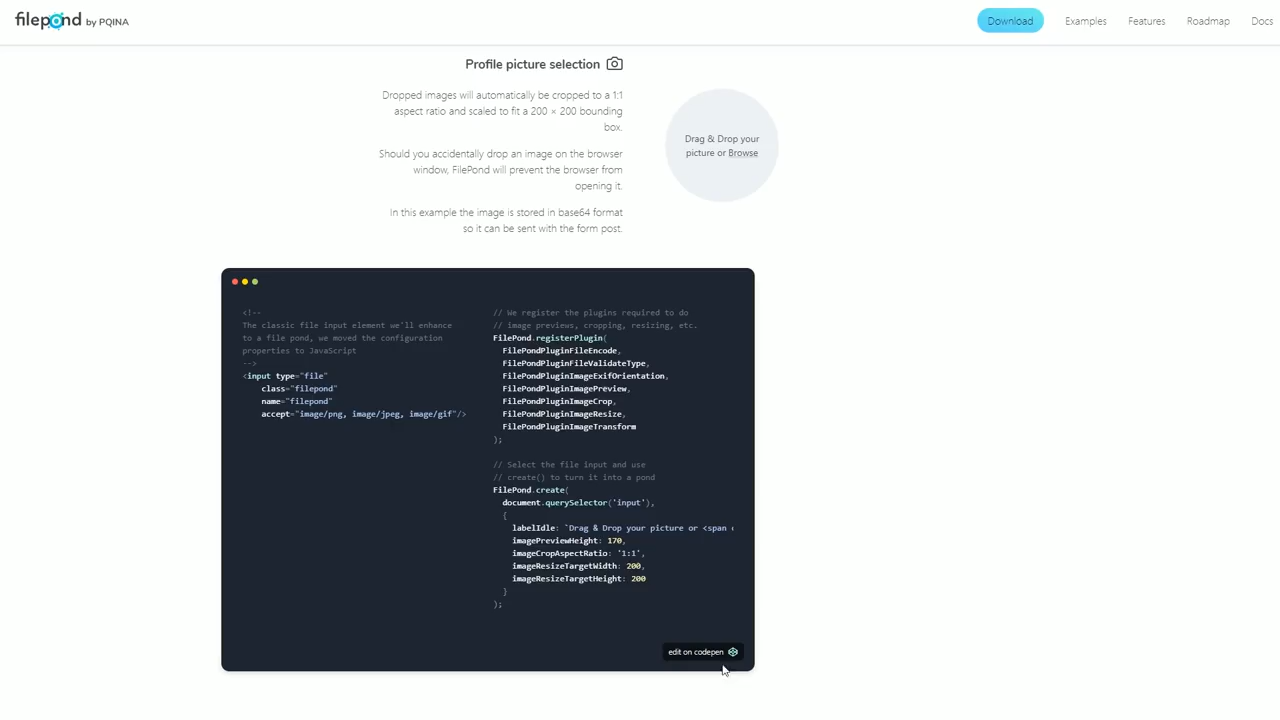 filepond by PQINA
Download
Examples
Features
Roadmap
Docs
Profile picture selection
Dropped images will automatically be cropped to a 1:1
aspect ratio and scaled to fit a 200 × 200 bounding
box.
Should you accidentally drop an image on the browser
window, FilePond will prevent the browser from
opening it.
In this example the image is stored in base64 format
so it can be sent with the form post.
Drag & Drop your
picture or Browse
<!--
The classic file input element we'll enhance
to a file pond, we moved the configuration
properties to JavaScript
-->
<input type="file"
class="filepond"
name="filepond"
accept="image/png, image/jpeg, image/gif"/>
// We register the plugins required to do
// image previews, cropping, resizing, etc.
FilePond.registerPlugin(
FilePondPluginFileEncode,
FilePondPluginFileValidateType,
FilePondPluginImageExifOrientation,
FilePondPluginImagePreview,
FilePondPluginImageCrop,
FilePondPluginImageResize,
FilePondPluginImageTransform
);
// Select the file input and use
// create() to turn it into a pond
FilePond.create(
document.querySelector('input'),
{
labelIdle: `Drag & Drop your picture or <span
imagePreviewHeight: 170,
imageCropAspectRatio: '1:1',
imageResizeTargetWidth: 200,
imageResizeTargetHeight: 200
}
);
edit on codepen